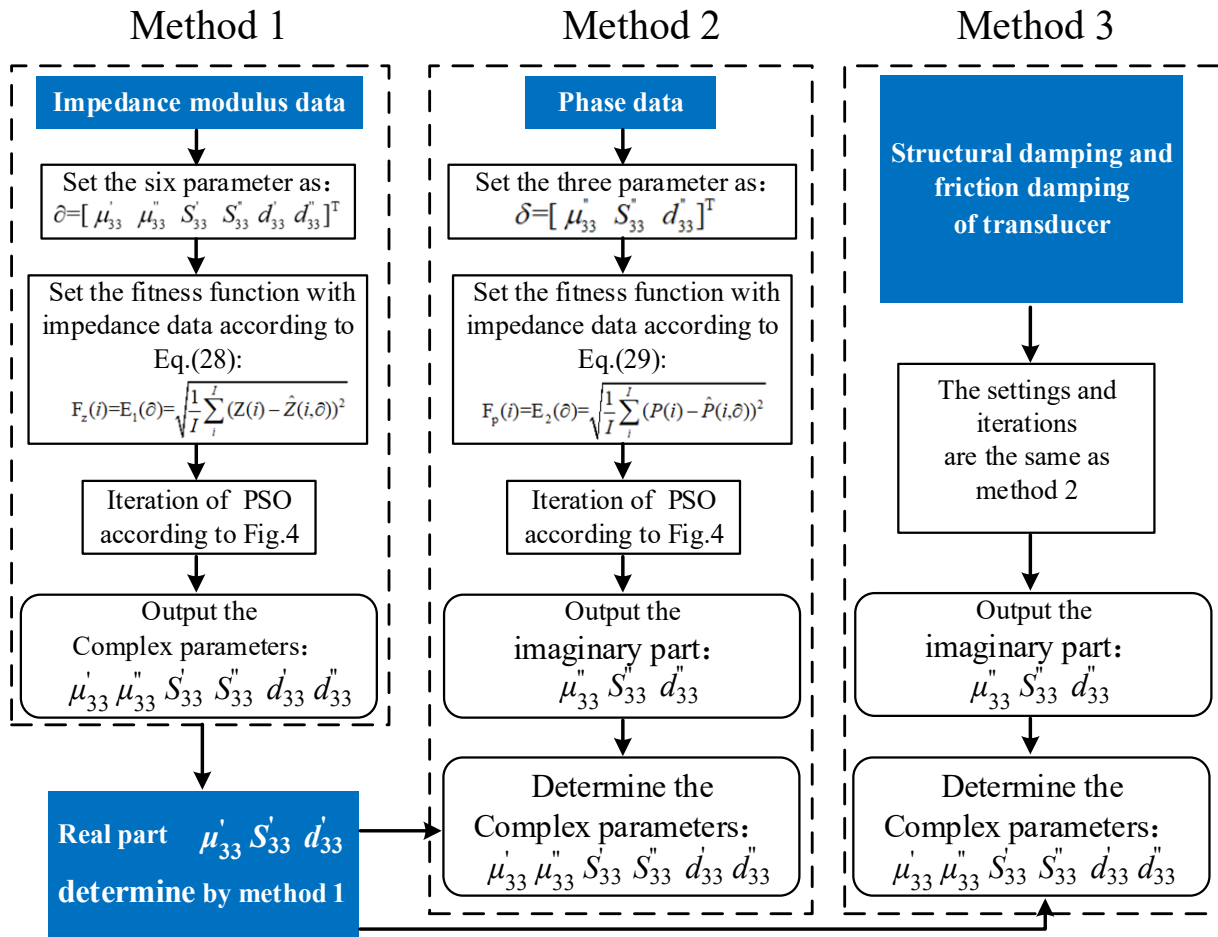 Method 1
Impedance modulus data
Set the six parameter as:
∂=[ μ'33 μ''33 S'33 S''33 d'33 d''33]T
Set the fitness function with
impedance data according to
Eq.(28):
Fz(i)=E1(∂)=√(1/I ∑_i^I (Z(i) − Ẑ(i,∂))²)
Iteration of PSO
according to Fig.4
Output the
Complex parameters:
μ'33 μ''33 S'33 S''33 d'33 d''33
Real part μ'33 S'33 d'33
determine by method 1
Method 2
Phase data
Set the three parameter as:
δ=[ μ''33 S''33 d''33]T
Set the fitness function with
impedance data according to
Eq.(29):
Fp(i)=E2(∂)=√(1/I ∑_i^I (P(i) − P̂(i,∂))²)
Iteration of PSO
according to Fig.4
Output the
imaginary part:
μ''33 S''33 d''33
Determine the
Complex parameters:
μ'33 μ''33 S'33 S''33 d'33 d''33
Method 3
Structural damping and
friction damping
of transducer
The settings and
iterations
are the same as
method 2
Output the
imaginary part:
μ''33 S''33 d''33
Determine the
Complex parameters:
μ'33 μ''33 S'33 S''33 d'33 d''33